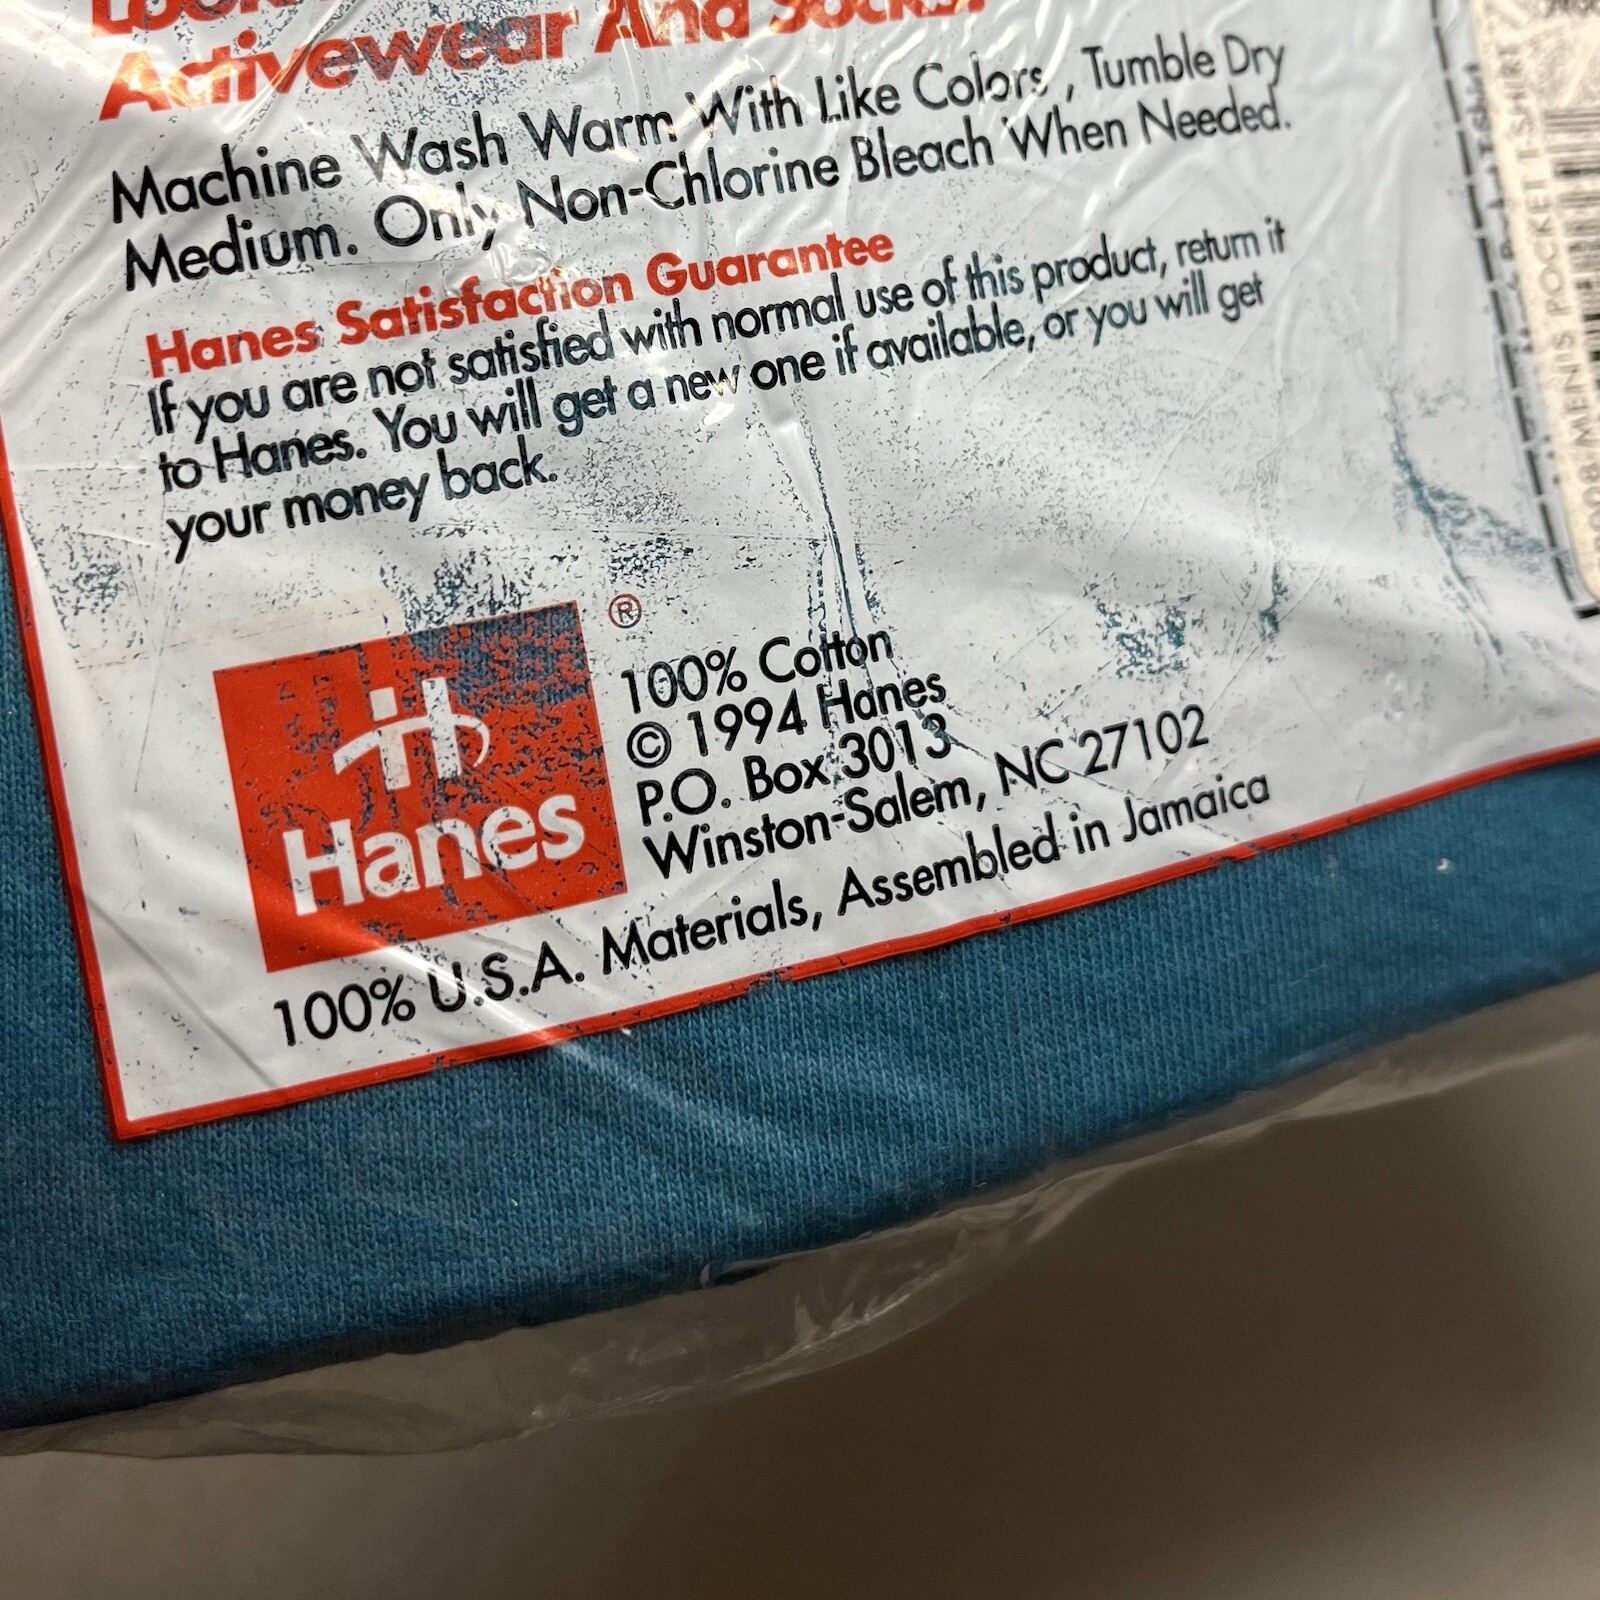 Activewear And Socks!
Machine Wash Warm With Like Colors , Tumble Dry
Medium. Only Non-Chlorine Bleach When Needed.
Hanes Satisfaction Guarantee
If you are not satisfied with normal use of this product, return it
to Hanes. You will get a new one if available, or you will get
your money back.
®
Hanes
100% Cotton
© 1994 Hanes
P.O. Box 3013
Winston-Salem, NC 27102
100% U.S.A. Materials, Assembled in Jamaica
MEN'S POCKET T-SHIRT